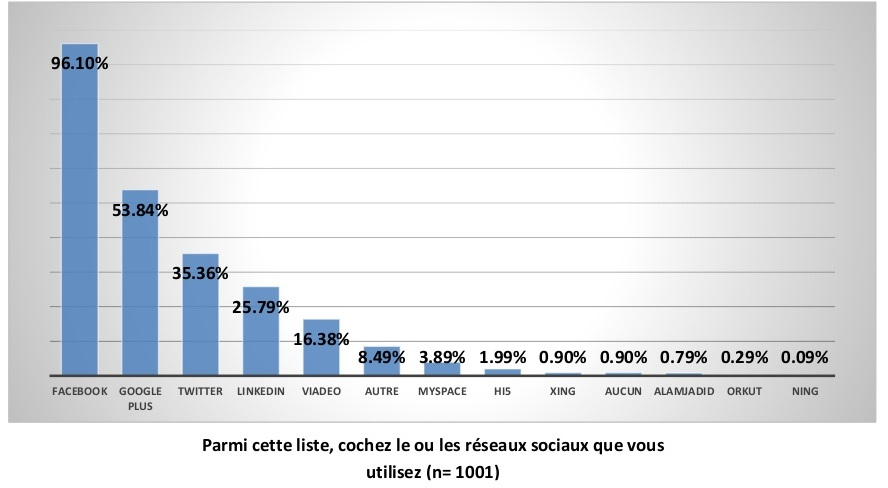 96.10%
53.84%
35.36%
25.79%
16.38%
8.49% 3.89% 1.99% 0.90% 0.90% 0.79% 0.29% 0.09%
FACEBOOK GOOGLE PLUS TWITTER LINKEDIN VIADEO AUTRE MYSPACE HI5 XING AUCUN ALAMJADID ORKUT NING
Parmi cette liste, cochez le ou les réseaux sociaux que vous
utilisez (n= 1001)